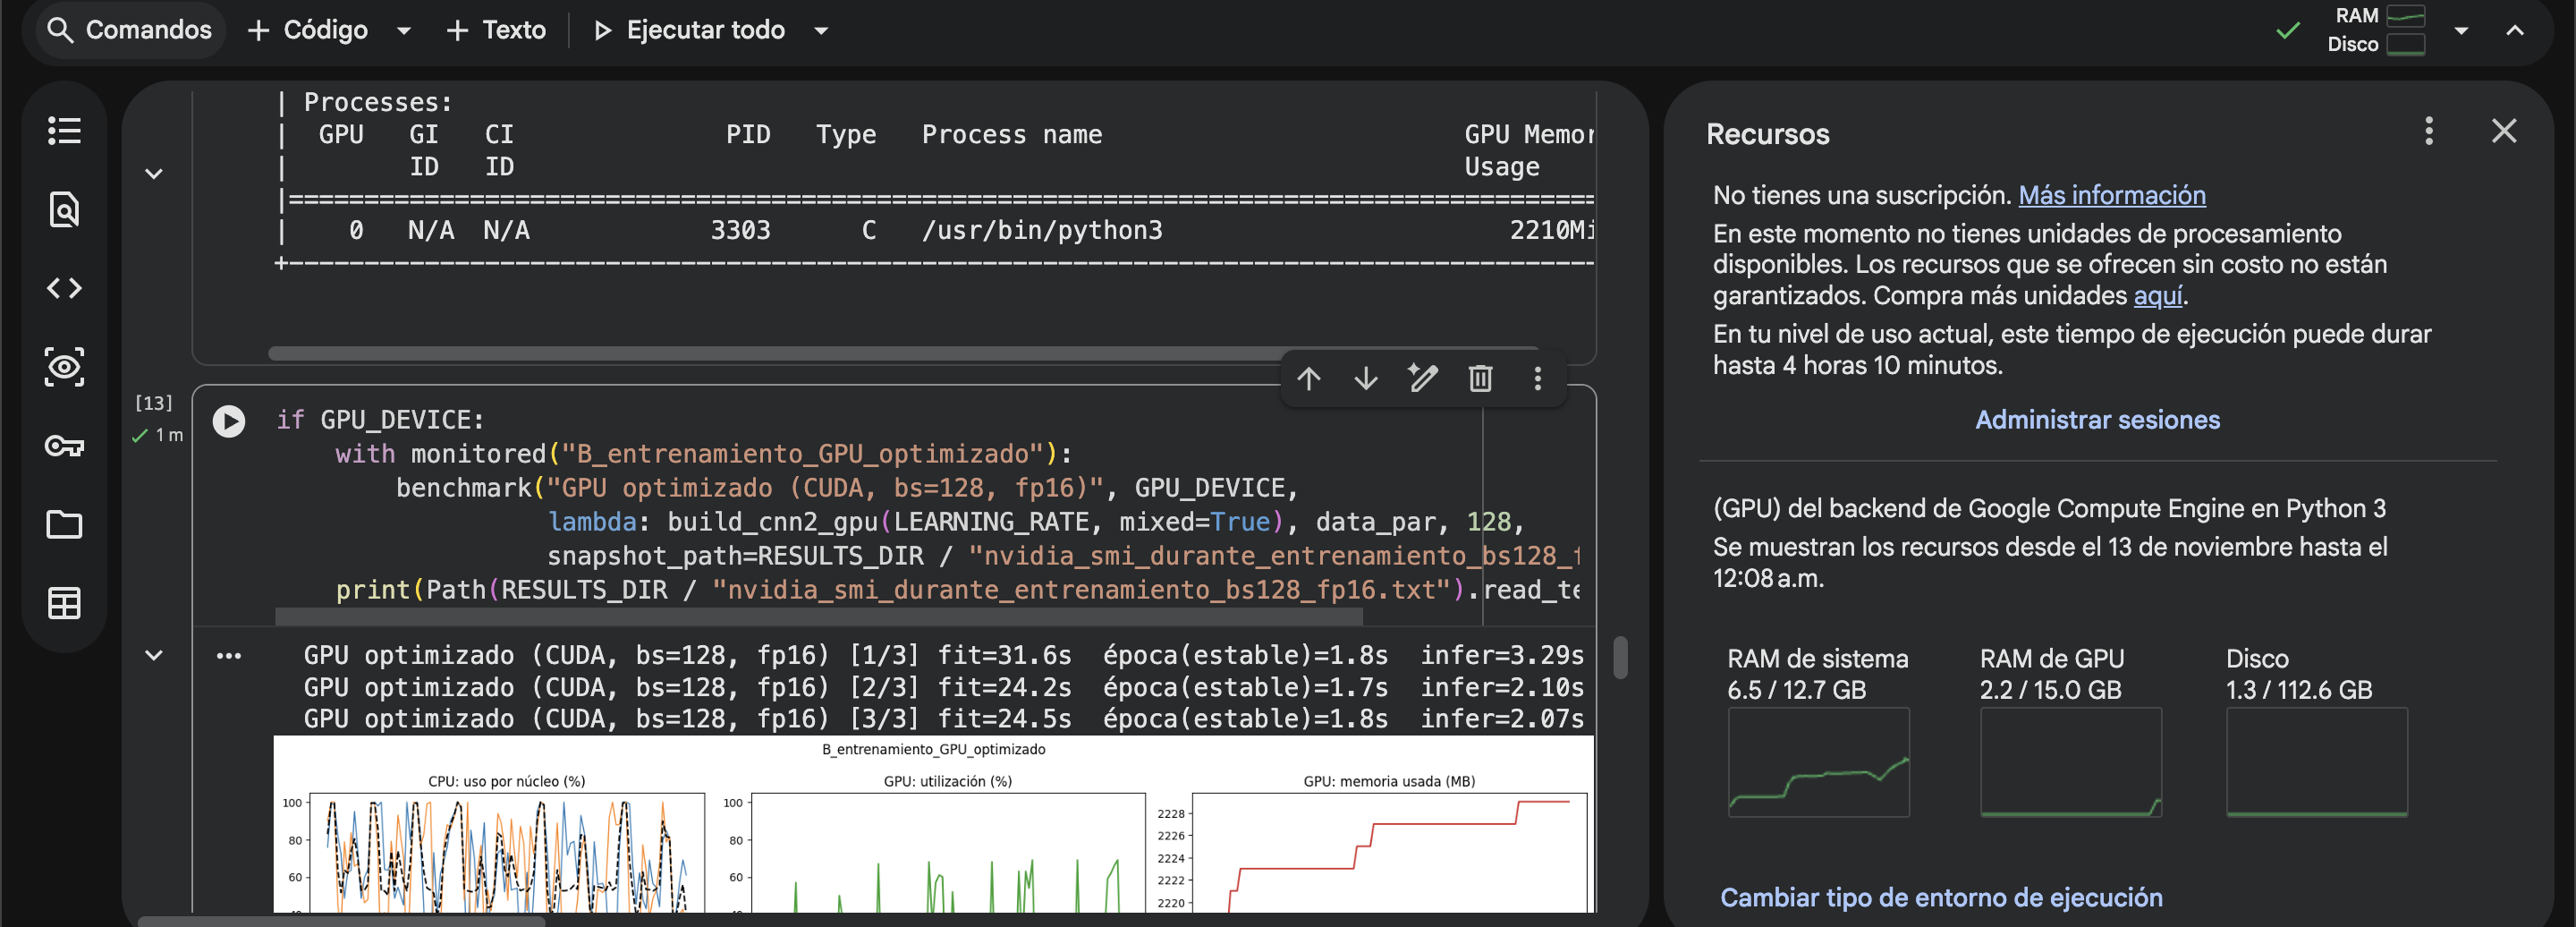 Comandos + Código + Texto Ejecutar todo
RAM
Disco
| Processes:
| GPU GI CI PID Type Process name GPU Memor
| ID ID Usage
|=======================================================================================
| 0 N/A N/A 3303 C /usr/bin/python3 2210Mi
+---------------------------------------------------------------------------------------
[13]
1 m
if GPU_DEVICE:
with monitored("B_entrenamiento_GPU_optimizado"):
benchmark("GPU optimizado (CUDA, bs=128, fp16)", GPU_DEVICE,
lambda: build_cnn2_gpu(LEARNING_RATE, mixed=True), data_par, 128,
snapshot_path=RESULTS_DIR / "nvidia_smi_durante_entrenamiento_bs128_f
print(Path(RESULTS_DIR / "nvidia_smi_durante_entrenamiento_bs128_fp16.txt").read_te
GPU optimizado (CUDA, bs=128, fp16) [1/3] fit=31.6s época(estable)=1.8s infer=3.29s
GPU optimizado (CUDA, bs=128, fp16) [2/3] fit=24.2s época(estable)=1.7s infer=2.10s
GPU optimizado (CUDA, bs=128, fp16) [3/3] fit=24.5s época(estable)=1.8s infer=2.07s
B_entrenamiento_GPU_optimizado
CPU: uso por núcleo (%)
100
80
60
GPU: utilización (%)
100
80
60
GPU: memoria usada (MB)
2228
2226
2224
2222
2220
Recursos
No tienes una suscripción. Más información
En este momento no tienes unidades de procesamiento
disponibles. Los recursos que se ofrecen sin costo no están
garantizados. Compra más unidades aquí.
En tu nivel de uso actual, este tiempo de ejecución puede durar
hasta 4 horas 10 minutos.
Administrar sesiones
(GPU) del backend de Google Compute Engine en Python 3
Se muestran los recursos desde el 13 de noviembre hasta el
12:08 a.m.
RAM de sistema
6.5 / 12.7 GB
RAM de GPU
2.2 / 15.0 GB
Disco
1.3 / 112.6 GB
Cambiar tipo de entorno de ejecución